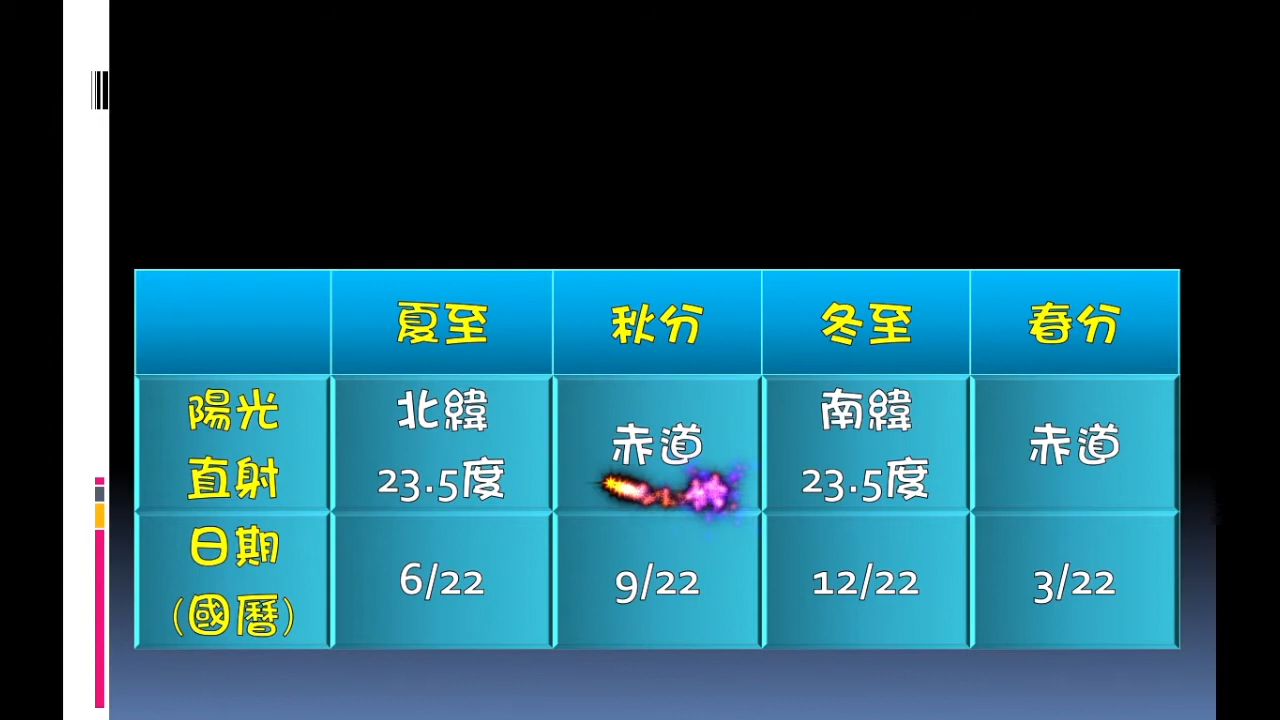 夏至 秋分 冬至 春分
陽光
直射
北緯
23.5度
赤道
南緯
23.5度
赤道
日期
(國曆)
6/22 9/22 12/22 3/22